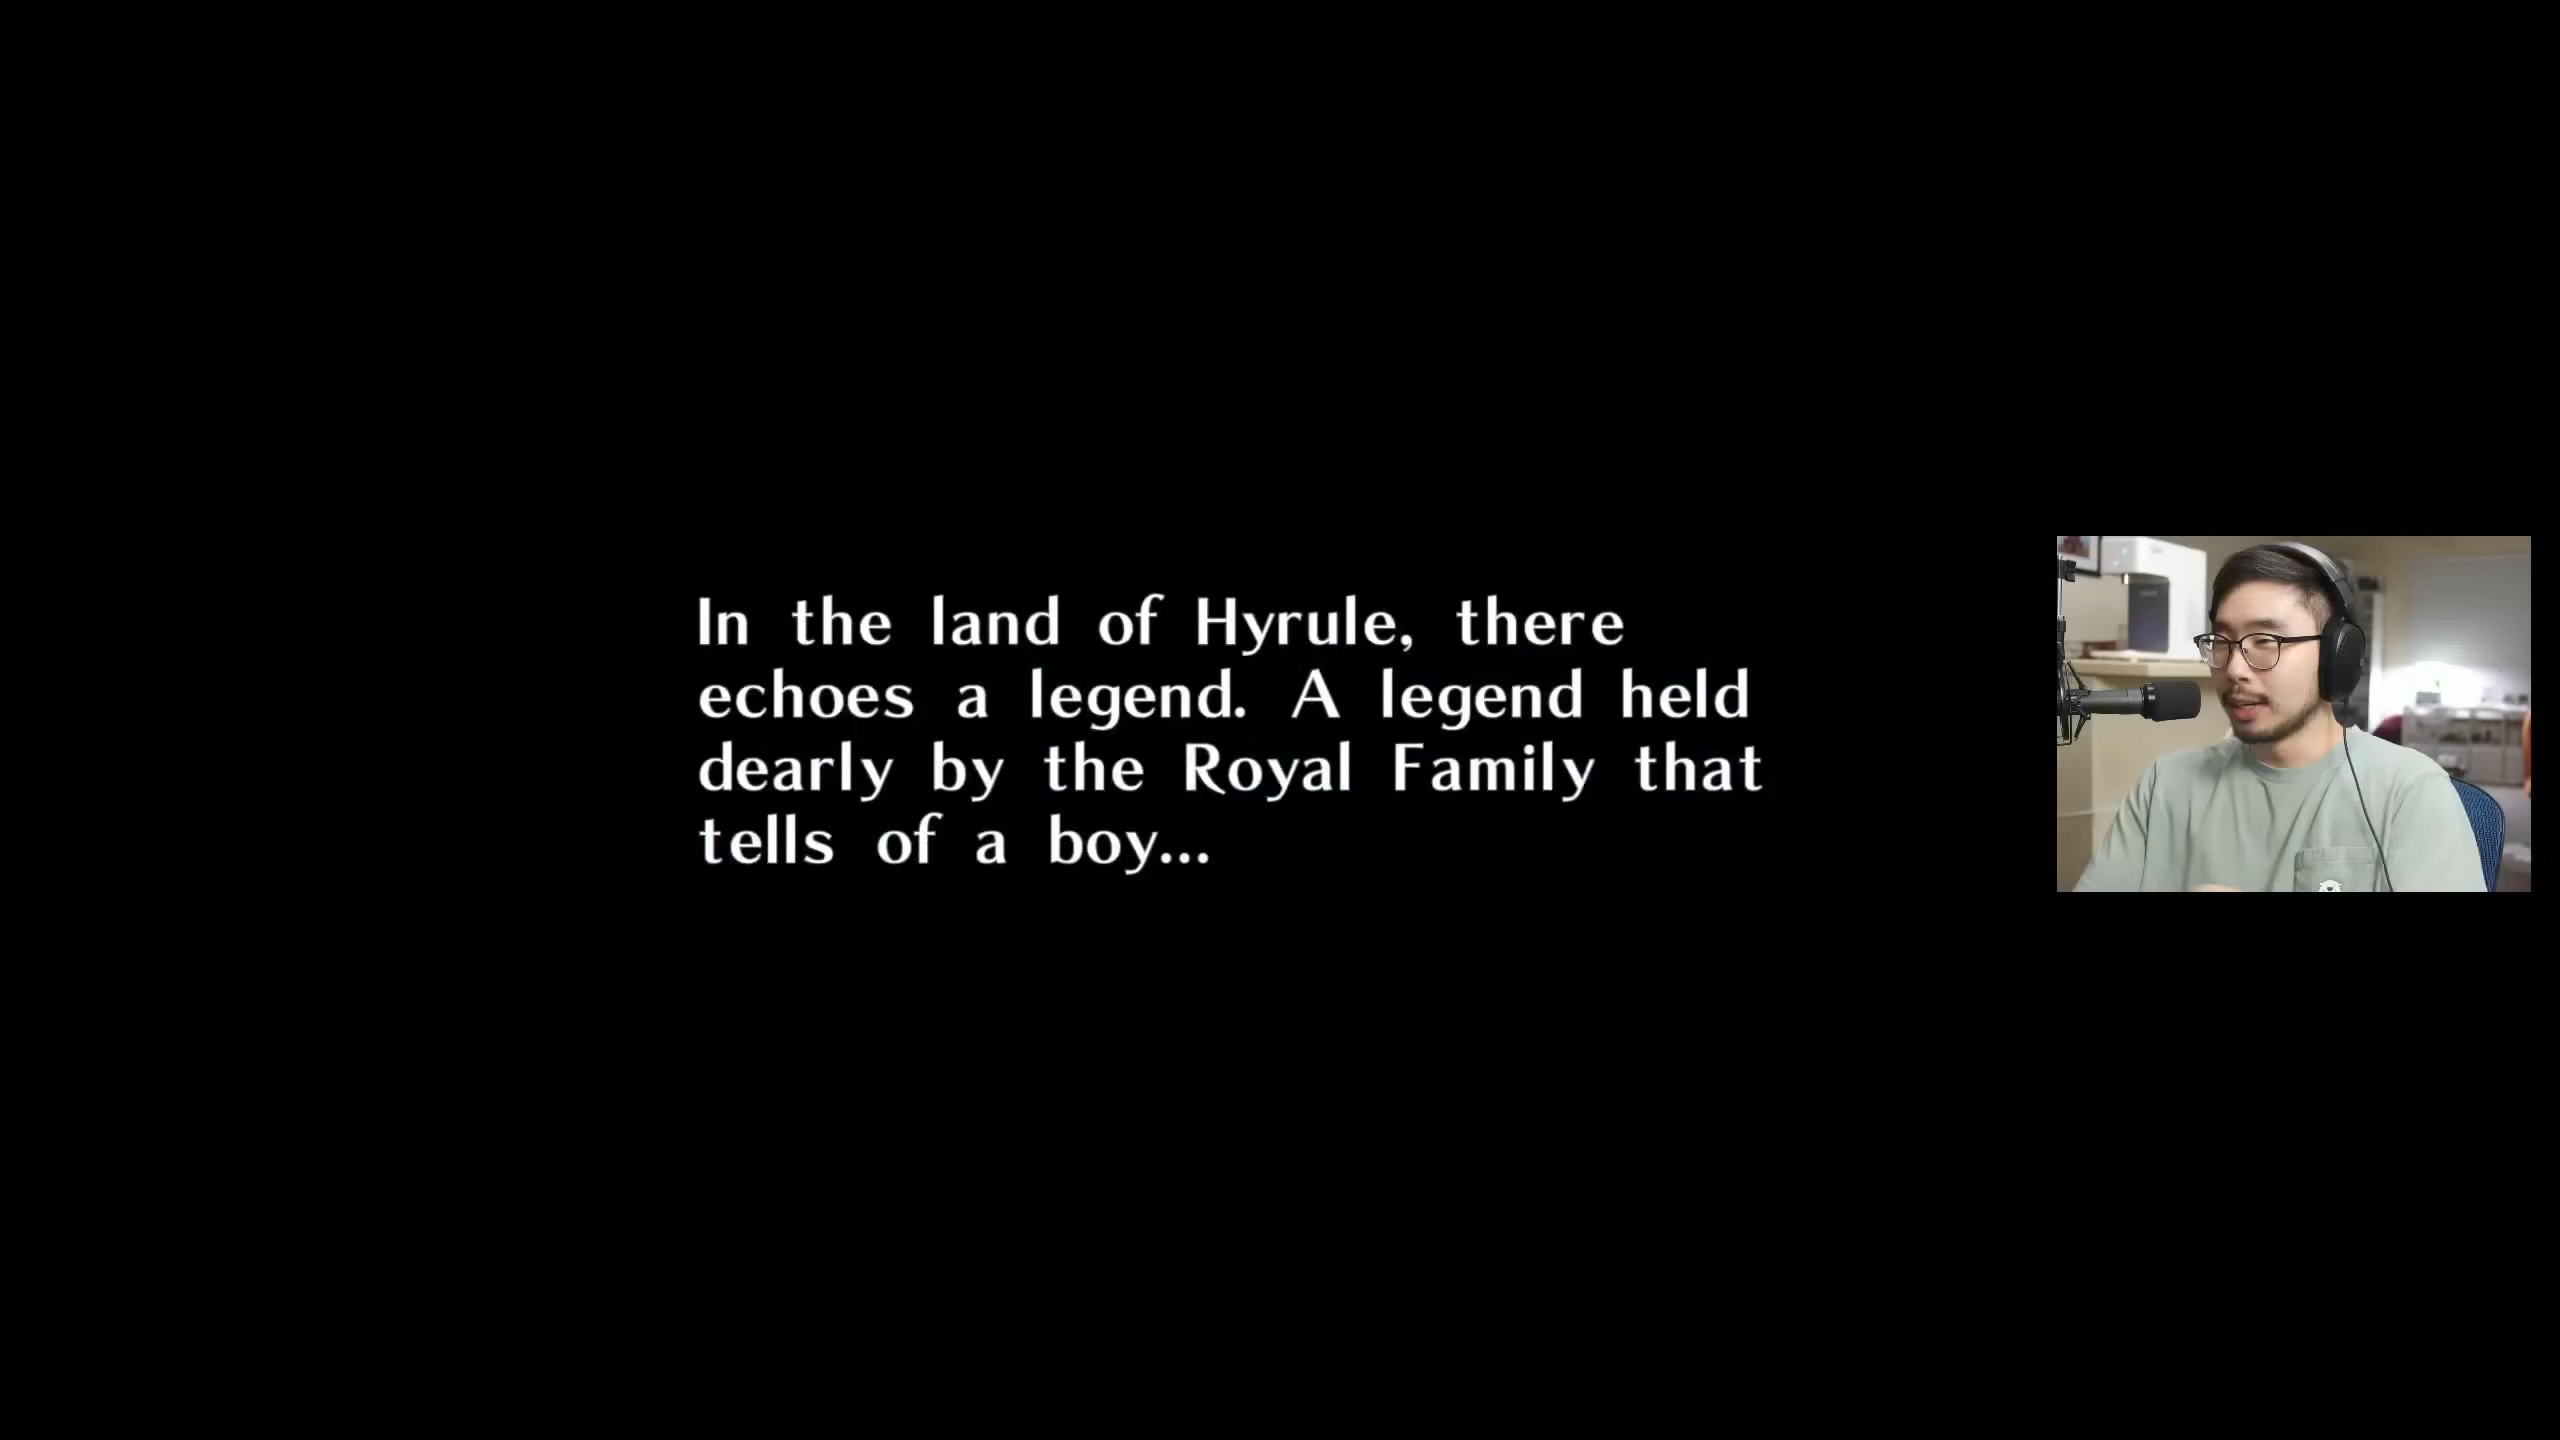 In the land of Hyrule, there
echoes a legend. A legend held
dearly by the Royal Family that
tells of a boy...